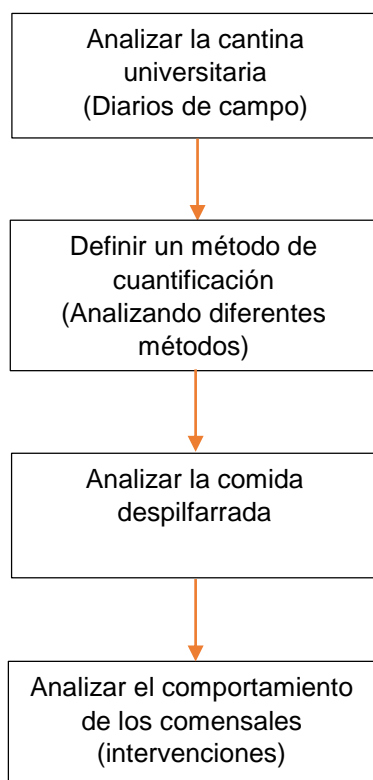 Analizar la cantina
universitaria
(Diarios de campo)
Definir un método de
cuantificación
(Analizando diferentes
métodos)
Analizar la comida
despilfarrada
Analizar el comportamiento
de los comensales
(intervenciones)